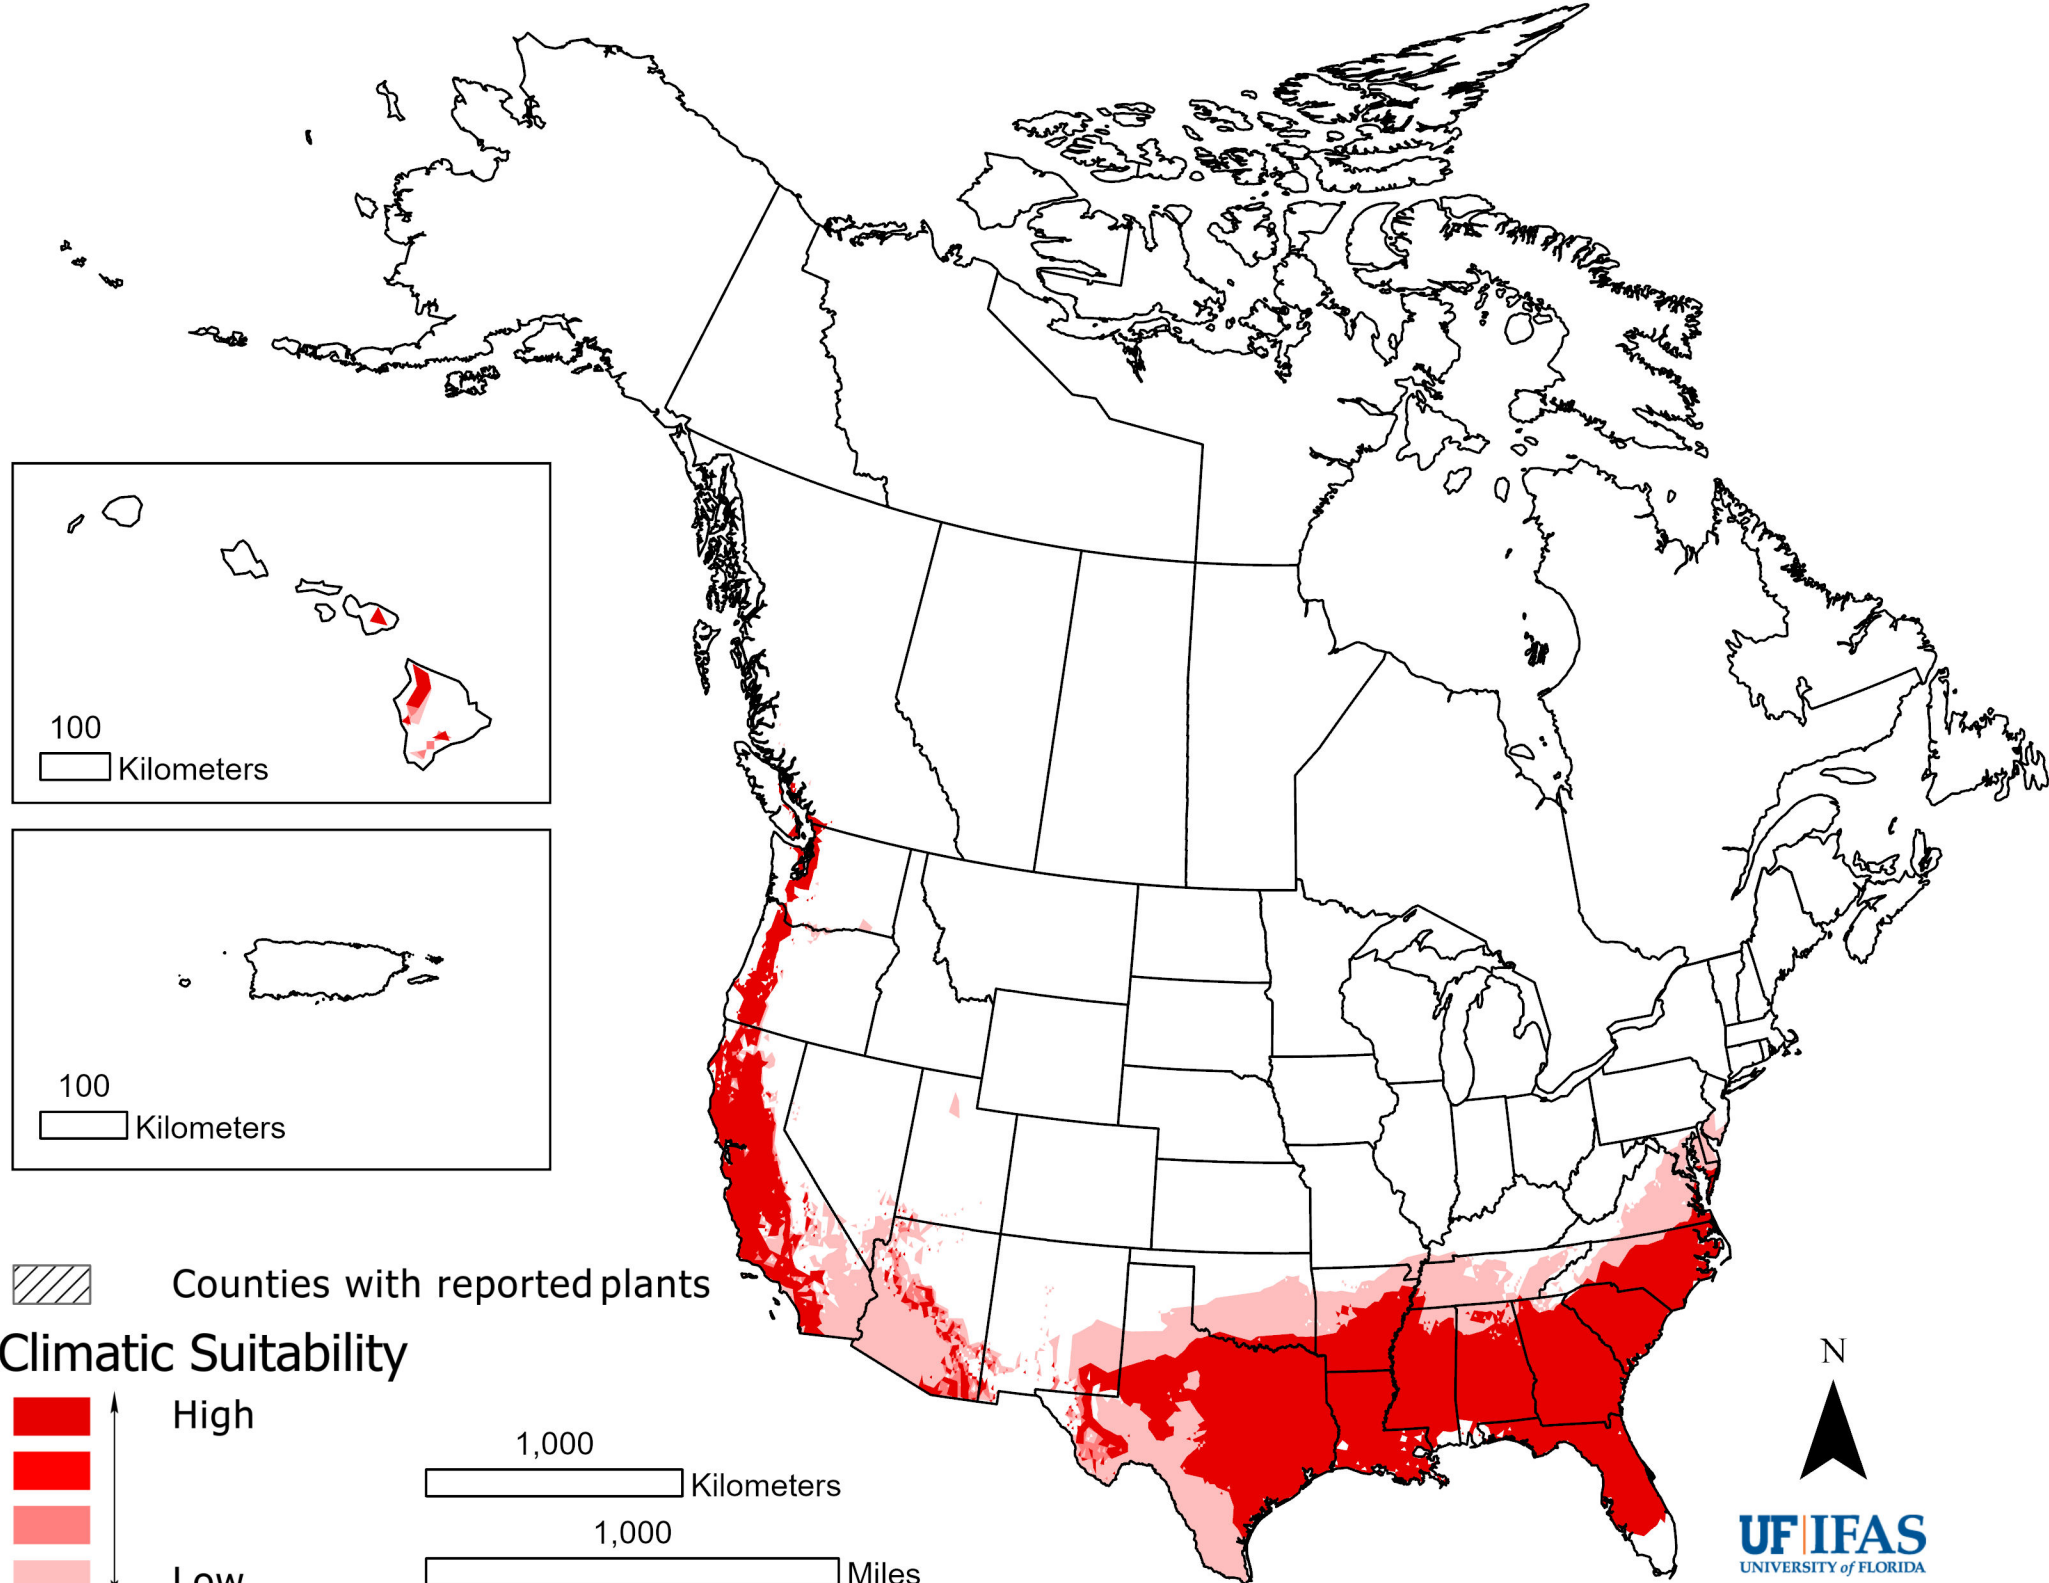 100
Kilometers
100
Kilometers
Counties with reported plants
Climatic Suitability
High
Low
1,000
Kilometers
1,000
Miles
N
UF|IFAS
UNIVERSITY of FLORIDA